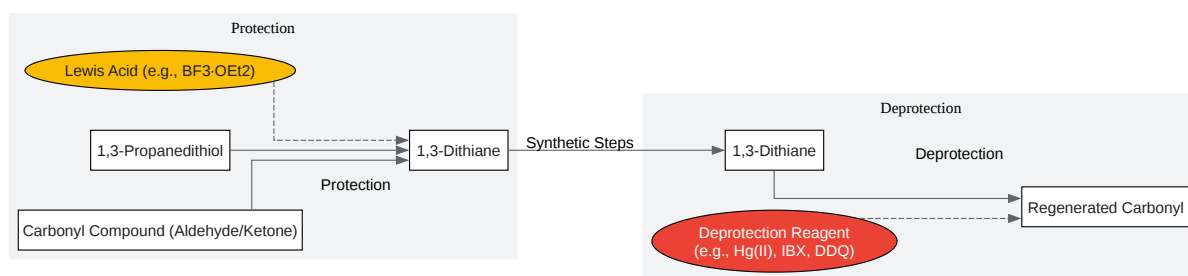 Protection
Lewis Acid (e.g., BF3·OEt2)
1,3-Propanedithiol
1,3-Dithiane
Protection
Carbonyl Compound (Aldehyde/Ketone)
Synthetic Steps
Deprotection
1,3-Dithiane
Deprotection
Regenerated Carbonyl
Deprotection Reagent
(e.g., Hg(II), IBX, DDQ)